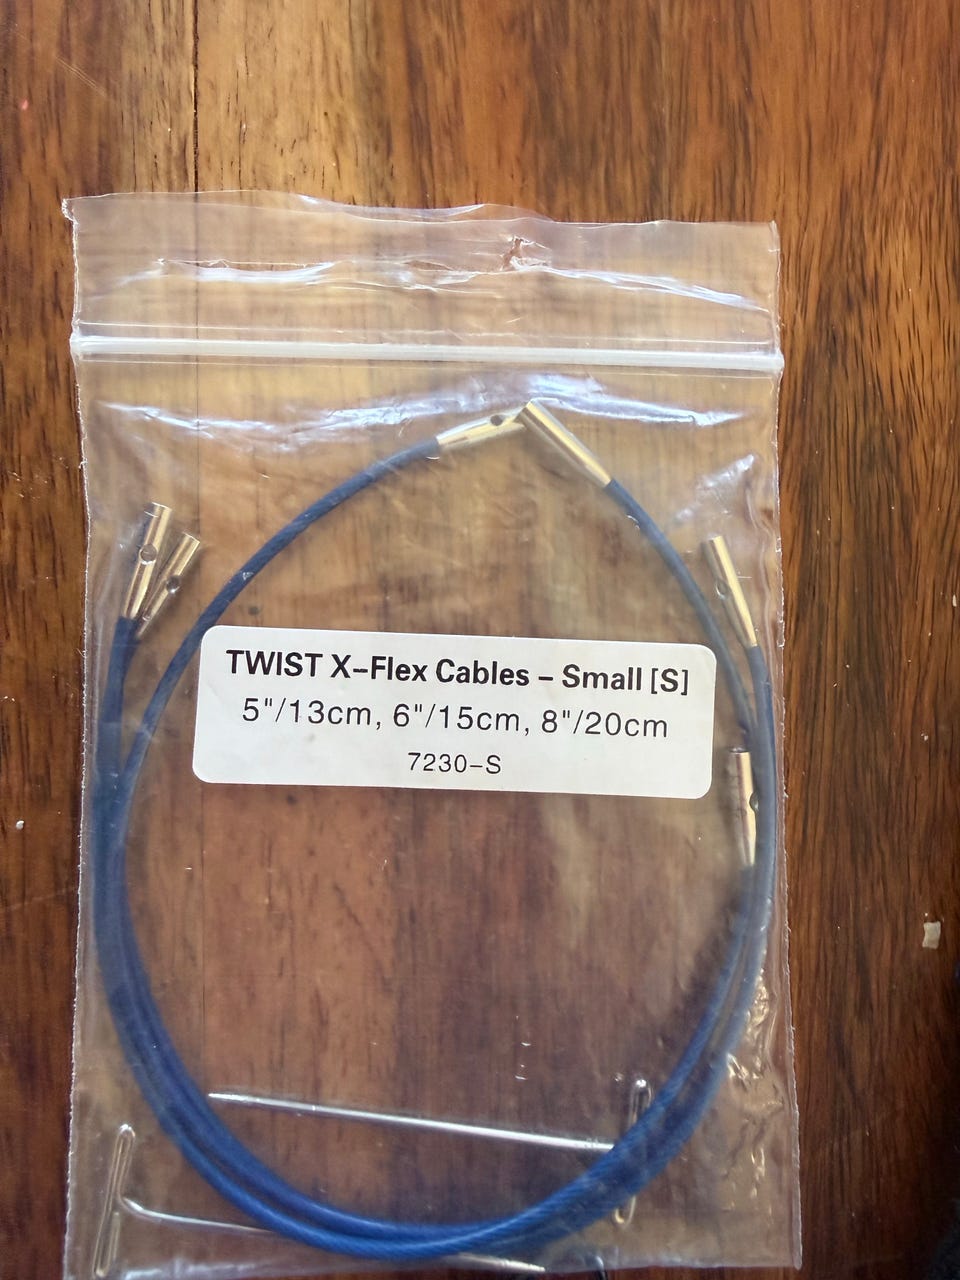 TWIST X-Flex Cables - Small [S]
5"/13cm, 6"/15cm, 8"/20cm
7230-S